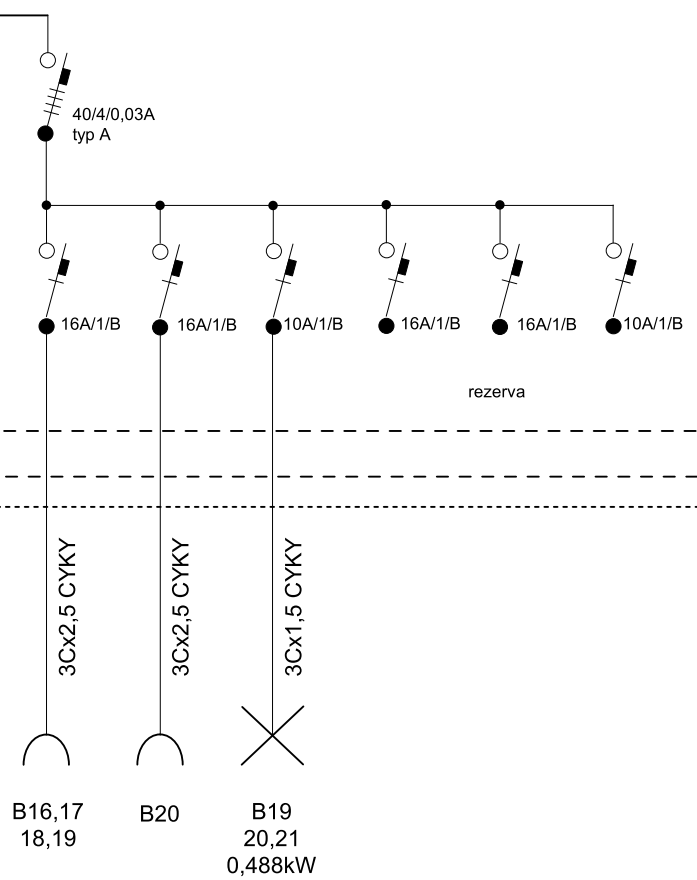 40/4/0,03A
typ A
16A/1/B
16A/1/B
10A/1/B
16A/1/B
16A/1/B
10A/1/B
rezerva
3Cx2,5 CYKY
3Cx2,5 CYKY
3Cx1,5 CYKY
B16,17
18,19
B20
B19
20,21
0,488kW